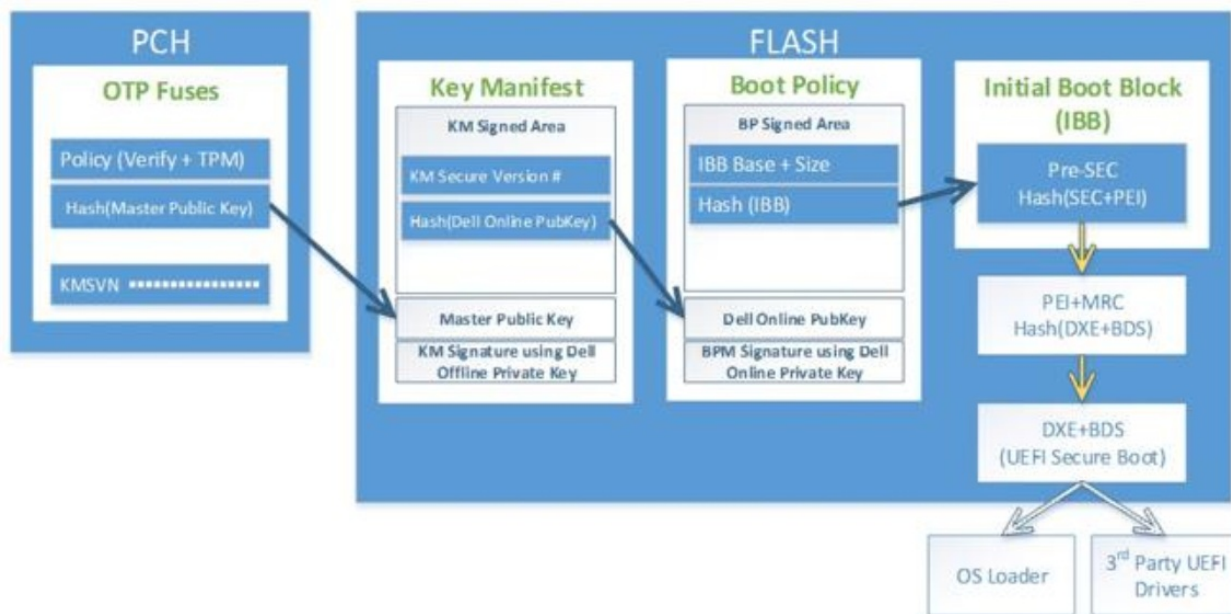 PCH
OTP Fuses
Policy (Verify + TPM)
Hash(Master Public Key)
KMSVN
FLASH
Key Manifest
KM Signed Area
KM Secure Version #
Hash(Dell Online PubKey)
Master Public Key
KM Signature using Dell
Offline Private Key
Boot Policy
BP Signed Area
IBB Base + Size
Hash (IBB)
Dell Online PubKey
BPM Signature using Dell
Online Private Key
Initial Boot Block
(IBB)
Pre-SEC
Hash(SEC+PEI)
PEI+MRC
Hash(DXE+BDS)
DXE+BDS
(UEFI Secure Boot)
OS Loader
3rd Party UEFI
Drivers